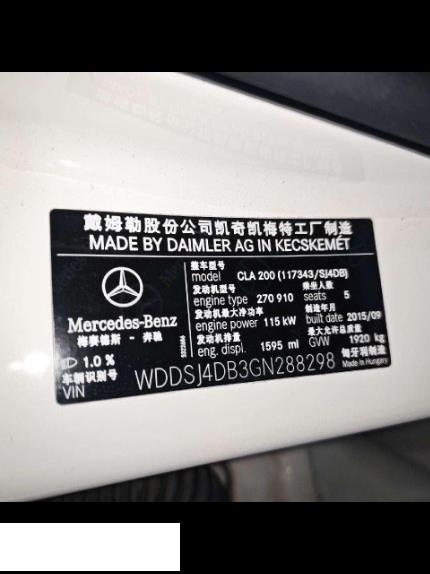 戴姆勒股份公司凯奇凯梅特工厂制造
MADE BY DAIMLER AG IN KECSKEMÉT
整车型号
model CLA 200 (117343/SJ4DB)
发动机型号 乘坐人数
engine type 270 910 seats 5
发动机最大净功率 制造年月
engine power 115 kW built date 2015/09
发动机排量 最大允许总质量
eng. displ. 1595 ml GVW 1920 kg
Mercedes-Benz
梅赛德斯 - 奔驰
1.0 %
车辆识别号
VIN WDDSJ4DB3GN288298
匈牙利制造
Made in Hungary